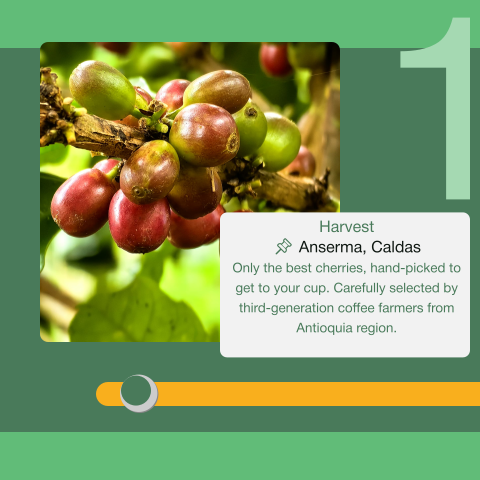 1
Harvest
Anserma, Caldas
Only the best cherries, hand-picked to
get to your cup. Carefully selected by
third-generation coffee farmers from
Antioquia region.